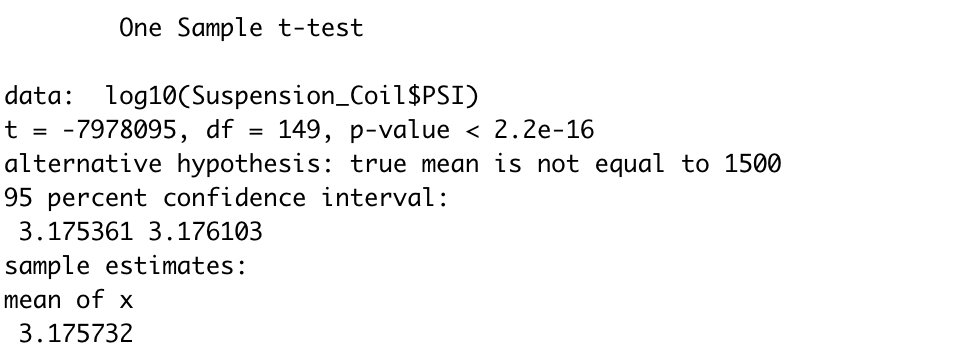 One Sample t-test
data:  log10(Suspension_Coil$PSI)
t = -7978095, df = 149, p-value < 2.2e-16
alternative hypothesis: true mean is not equal to 1500
95 percent confidence interval:
3.175361 3.176103
sample estimates:
mean of x
3.175732